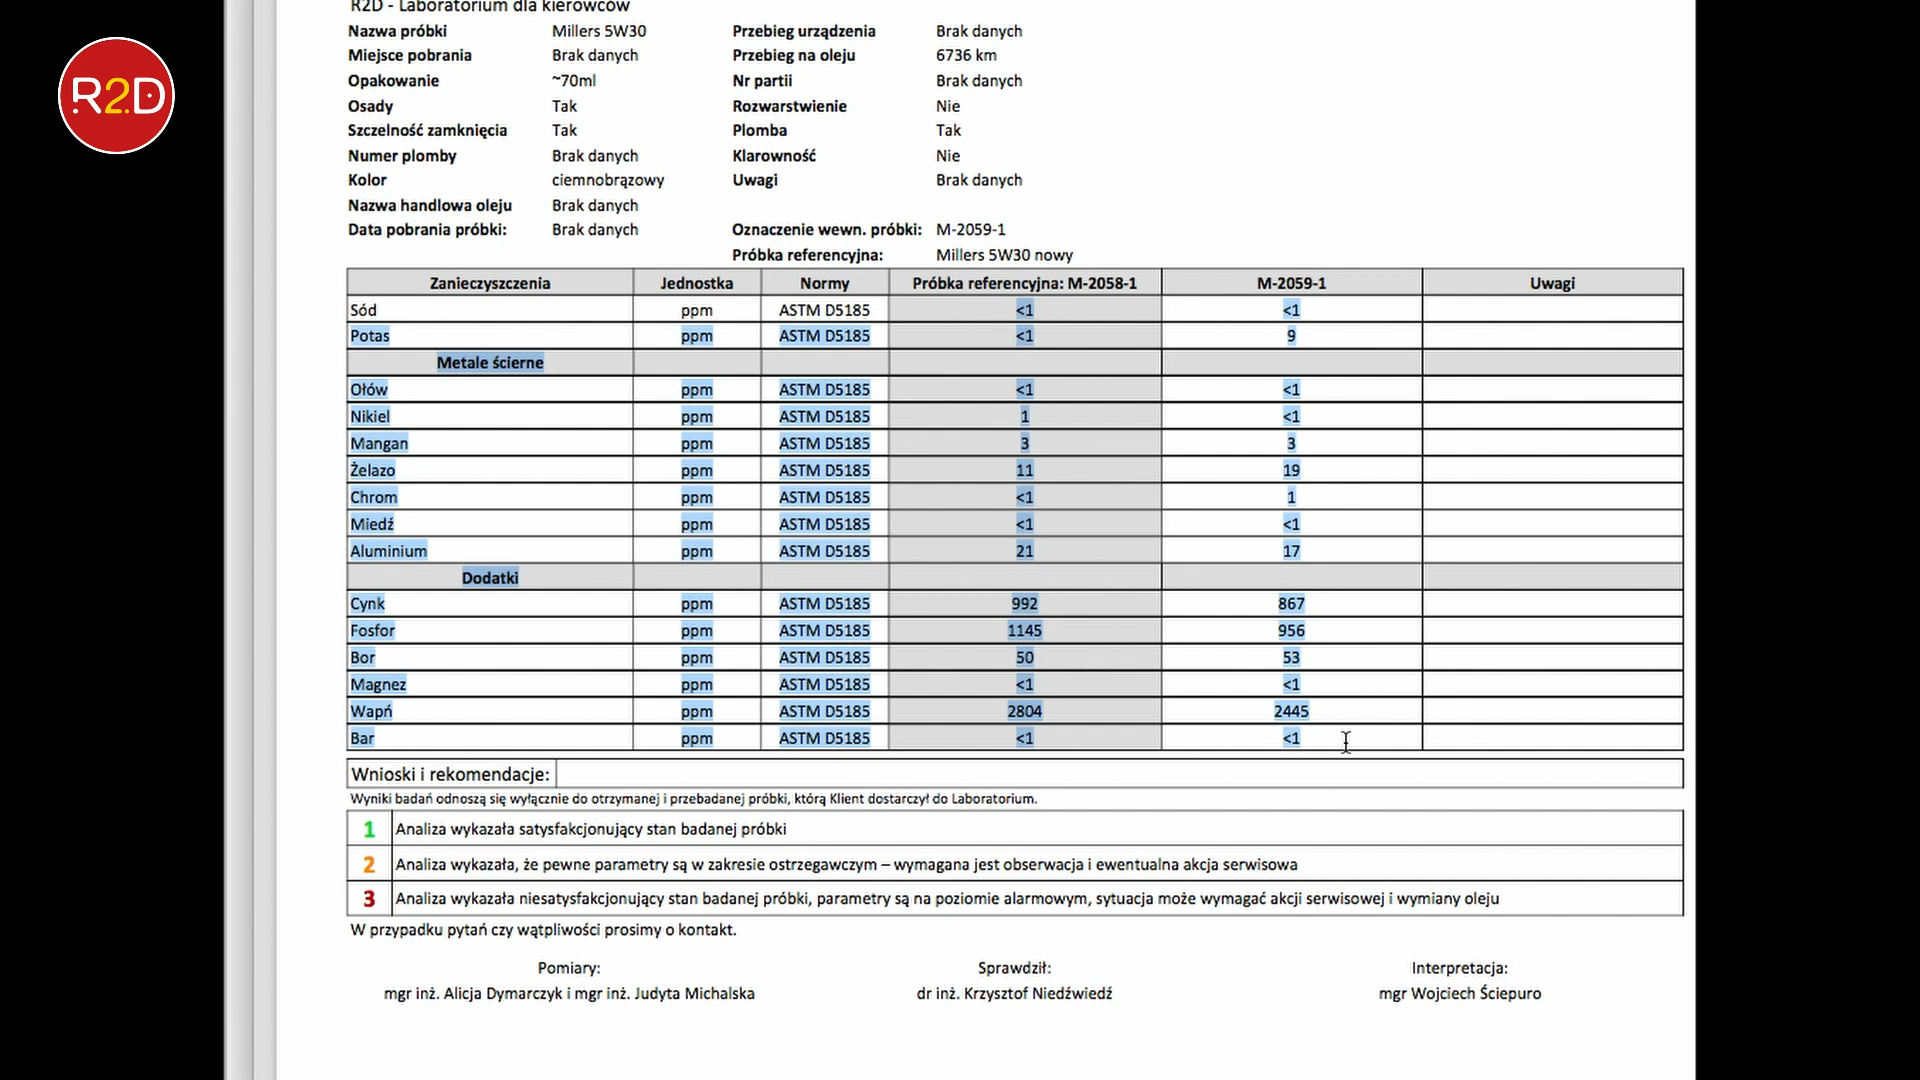 R2D
R2D - Laboratorium dla kierowców
Nazwa próbki Millers 5W30 Przebieg urządzenia Brak danych
Miejsce pobrania Brak danych Przebieg na oleju 6736 km
Opakowanie ~70ml Nr partii Brak danych
Osady Tak Rozwarstwienie Nie
Szczelność zamknięcia Tak Plomba Tak
Numer plomby Brak danych Klarowność Nie
Kolor ciemnobrązowy Uwagi Brak danych
Nazwa handlowa oleju Brak danych
Data pobrania próbki: Brak danych Oznaczenie wewn. próbki: M-2059-1
Próbka referencyjna: Millers 5W30 nowy
Zanieczyszczenia Jednostka Normy Próbka referencyjna: M-2058-1 M-2059-1 Uwagi
Sód ppm ASTM D5185 <1 <1
Potas ppm ASTM D5185 <1 9
Metale ścierne
Ołów ppm ASTM D5185 <1 <1
Nikiel ppm ASTM D5185 1 <1
Mangan ppm ASTM D5185 3 3
Żelazo ppm ASTM D5185 11 19
Chrom ppm ASTM D5185 <1 1
Miedź ppm ASTM D5185 <1 <1
Aluminium ppm ASTM D5185 21 17
Dodatki
Cynk ppm ASTM D5185 992 867
Fosfor ppm ASTM D5185 1145 956
Bor ppm ASTM D5185 50 53
Magnez ppm ASTM D5185 <1 <1
Wapń ppm ASTM D5185 2804 2445
Bar ppm ASTM D5185 <1 <1
Wnioski i rekomendacje:
Wyniki badań odnoszą się wyłącznie do otrzymanej i przebadanej próbki, którą Klient dostarczył do Laboratorium.
1 Analiza wykazała satysfakcjonujący stan badanej próbki
2 Analiza wykazała, że pewne parametry są w zakresie ostrzegawczym – wymagana jest obserwacja i ewentualna akcja serwisowa
3 Analiza wykazała niesatysfakcjonujący stan badanej próbki, parametry są na poziomie alarmowym, sytuacja może wymagać akcji serwisowej i wymiany oleju
W przypadku pytań czy wątpliwości prosimy o kontakt.
Pomiary: Sprawdził: Interpretacja:
mgr inż. Alicja Dymarczyk i mgr inż. Judyta Michalska dr inż. Krzysztof Niedźwiedź mgr Wojciech Ściepuro